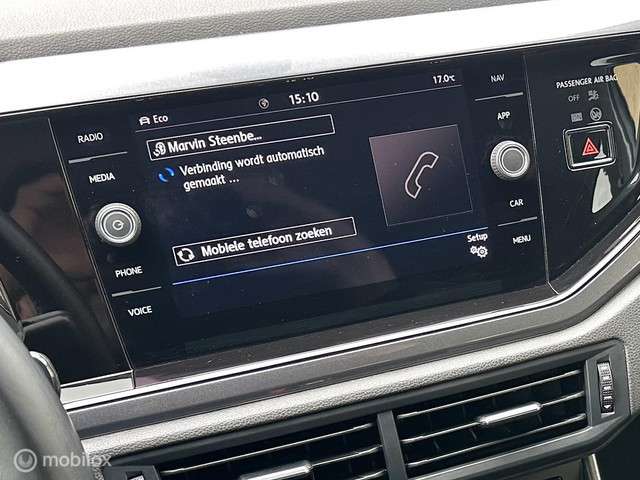 17.0°C
NAV
PASSENGER AIR BAG
OFF
RADIO
Eco
15:10
APP
Marvin Steenbe...
MEDIA
Verbinding wordt automatisch
gemaakt ...
CAR
PHONE
Mobiele telefoon zoeken
Setup
MENU
VOICE
mobilox